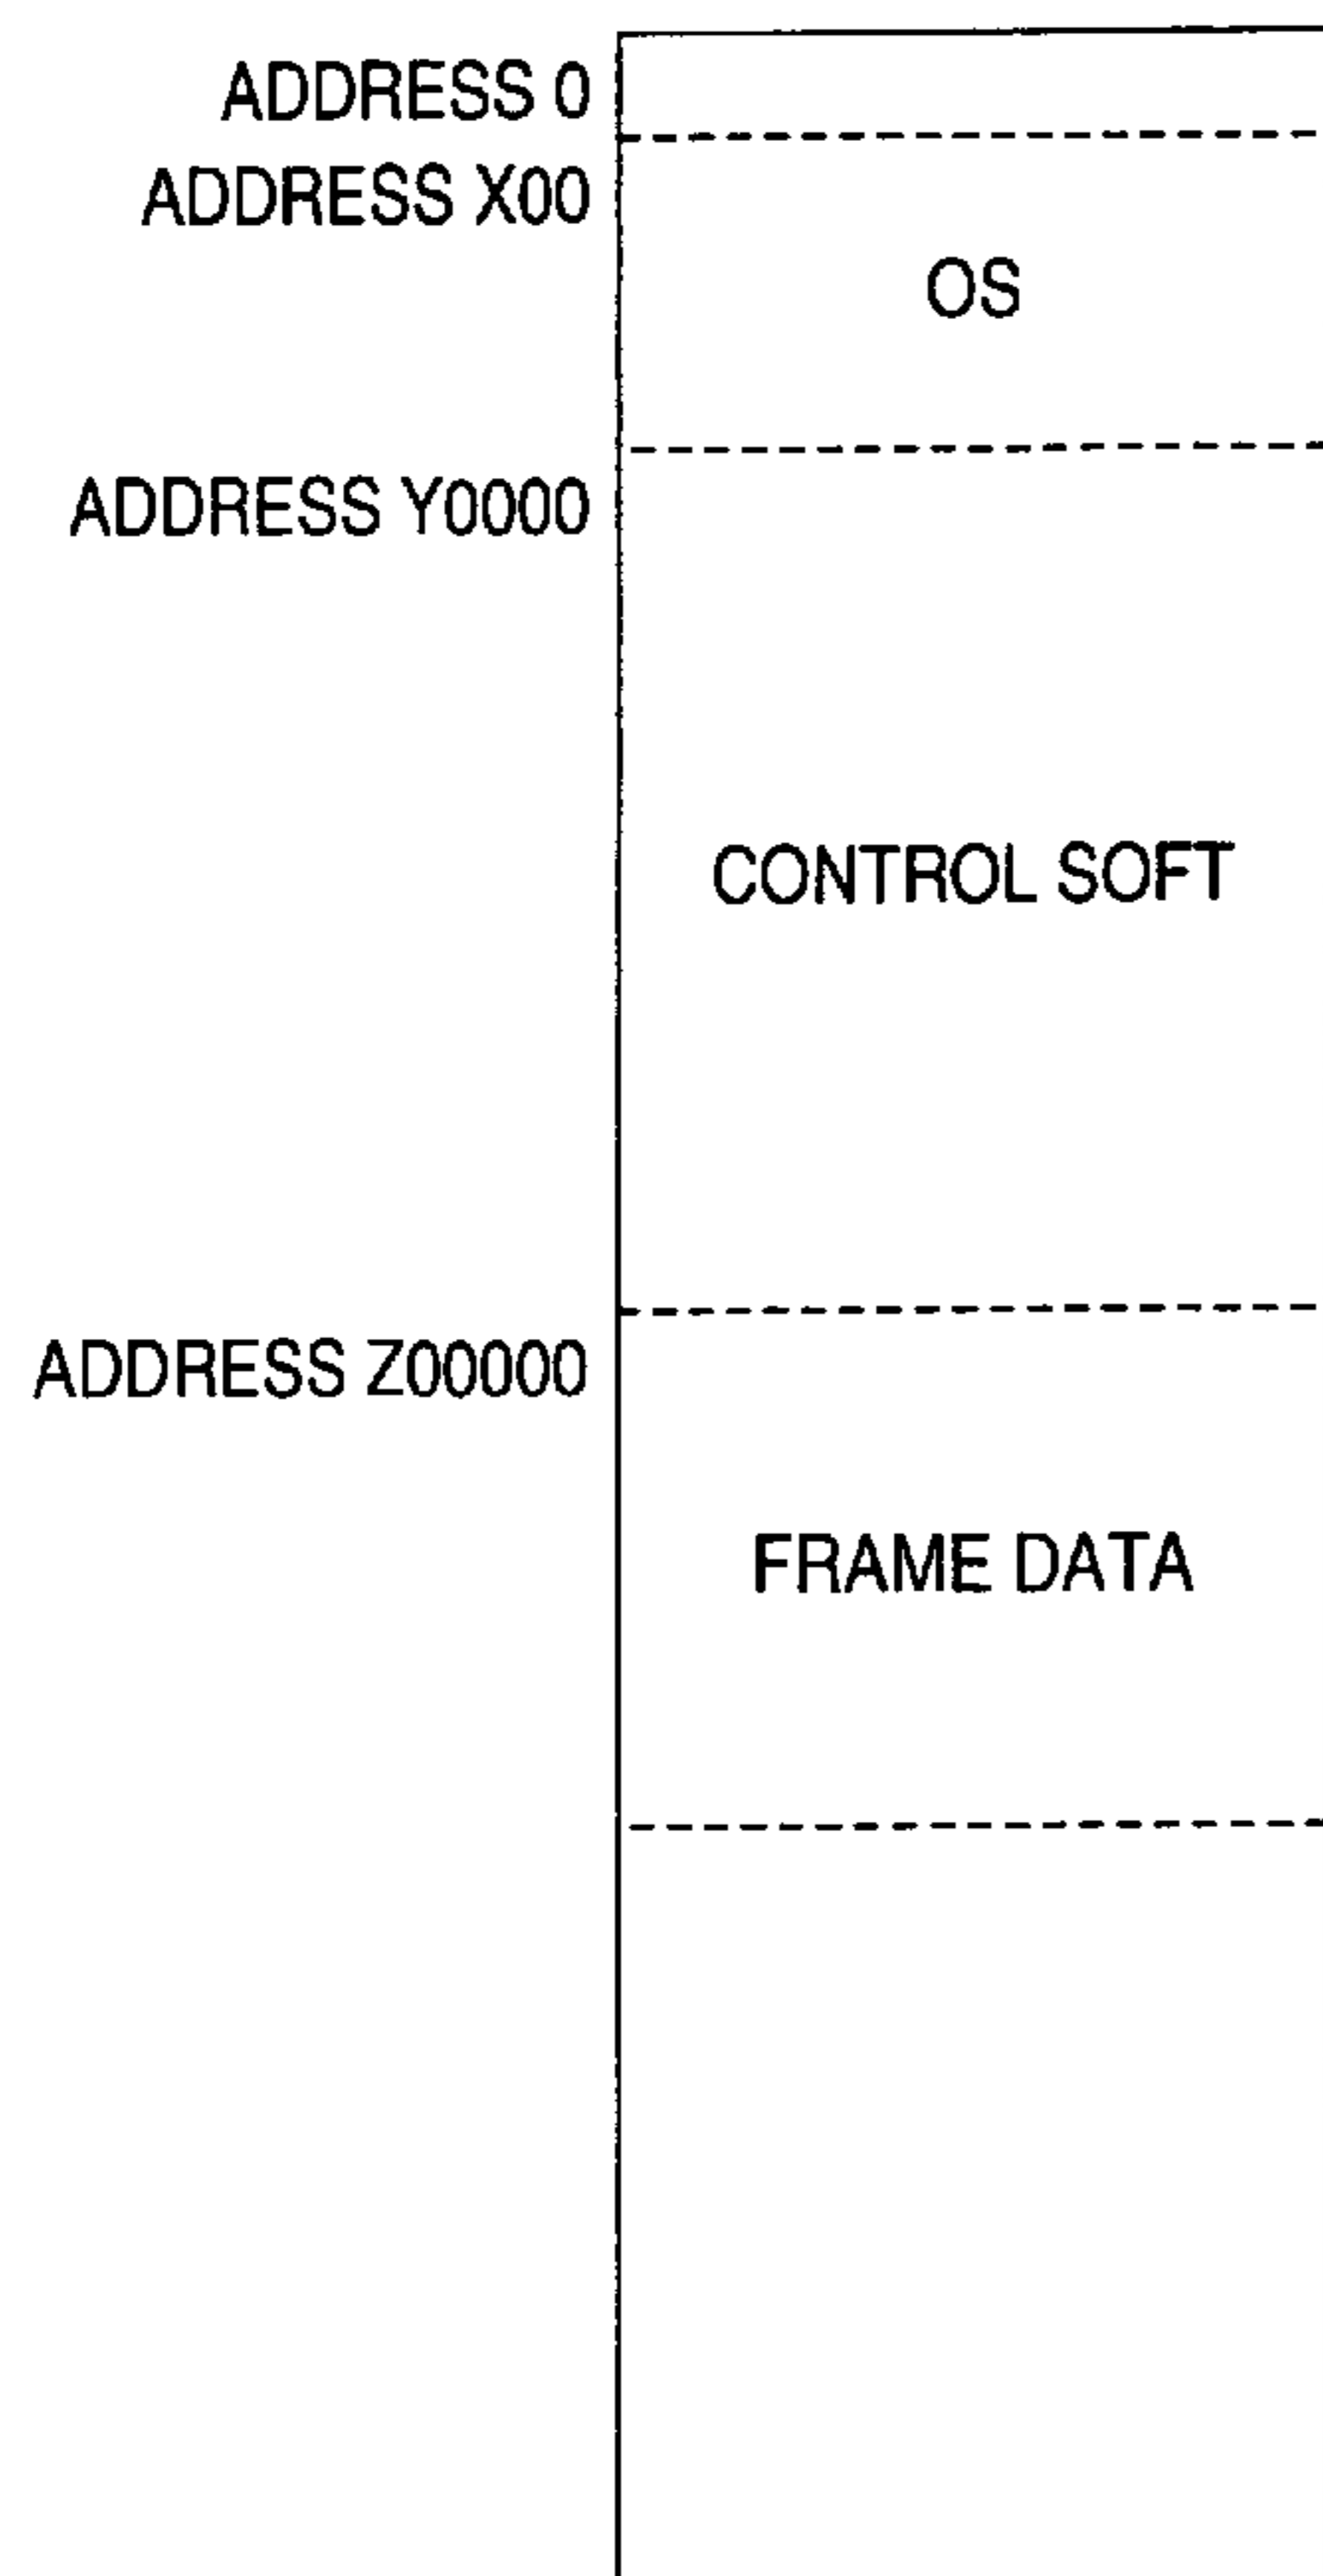 ADDRESS 0
ADDRESS X00
OS
ADDRESS Y0000
CONTROL SOFT
ADDRESS Z00000
FRAME DATA